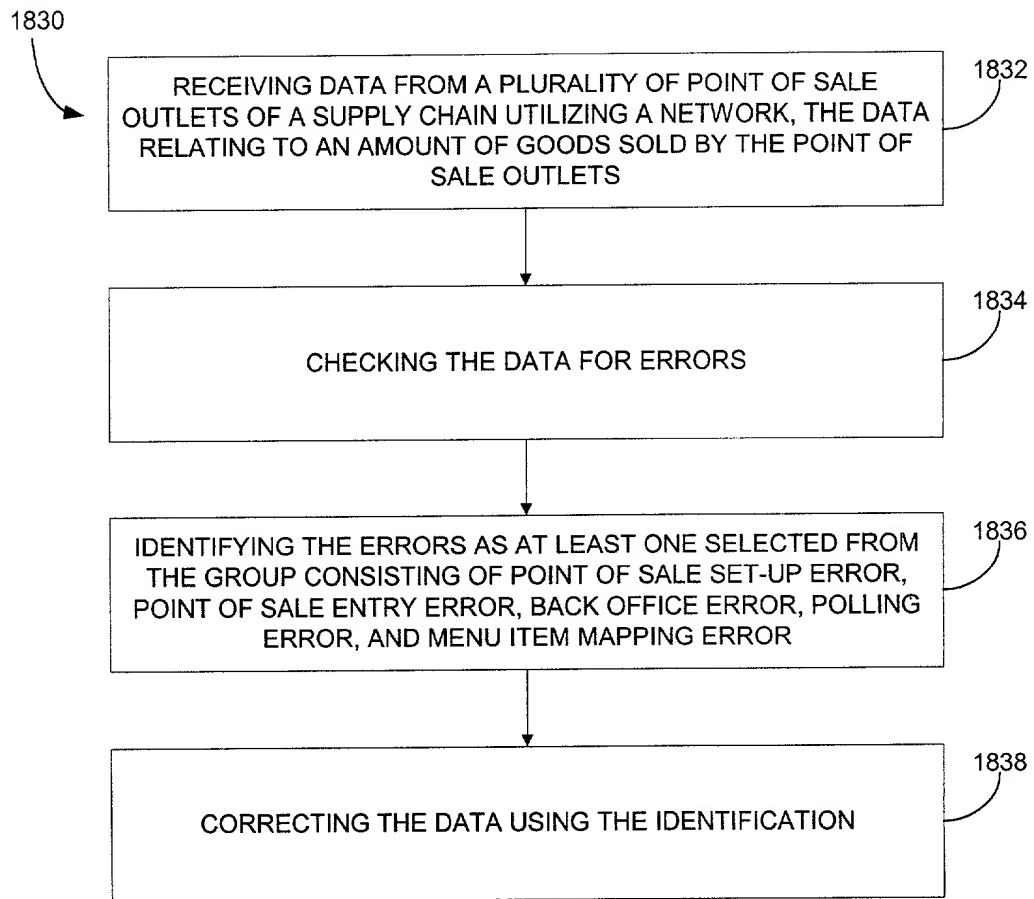 1830
1832
RECEIVING DATA FROM A PLURALITY OF POINT OF SALE
OUTLETS OF A SUPPLY CHAIN UTILIZING A NETWORK, THE DATA
RELATING TO AN AMOUNT OF GOODS SOLD BY THE POINT OF
SALE OUTLETS
1834
CHECKING THE DATA FOR ERRORS
1836
IDENTIFYING THE ERRORS AS AT LEAST ONE SELECTED FROM
THE GROUP CONSISTING OF POINT OF SALE SET-UP ERROR,
POINT OF SALE ENTRY ERROR, BACK OFFICE ERROR, POLLING
ERROR, AND MENU ITEM MAPPING ERROR
1838
CORRECTING THE DATA USING THE IDENTIFICATION